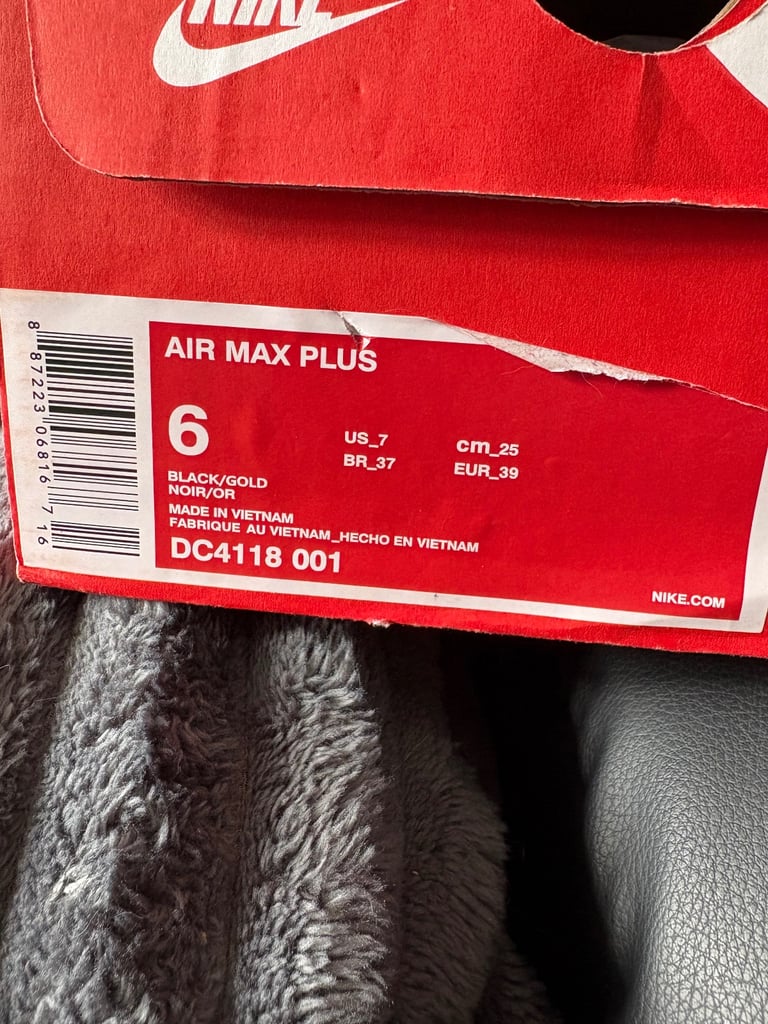 NIKE
AIR MAX PLUS
6
US_7 cm_25
BR_37 EUR_39
BLACK/GOLD
NOIR/OR
MADE IN VIETNAM
FABRIQUE AU VIETNAM_HECHO EN VIETNAM
DC4118 001
NIKE.COM
8 87223 06816 7 16